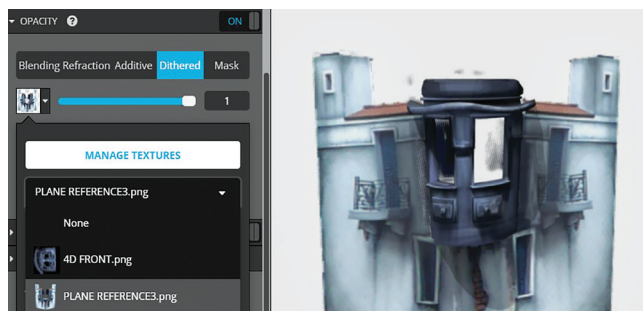 OPACITY ?
ON
Blending Refraction Additive Dithered Mask
1
MANAGE TEXTURES
PLANE REFERENCE3.png
None
4D FRONT.png
PLANE REFERENCE3.png